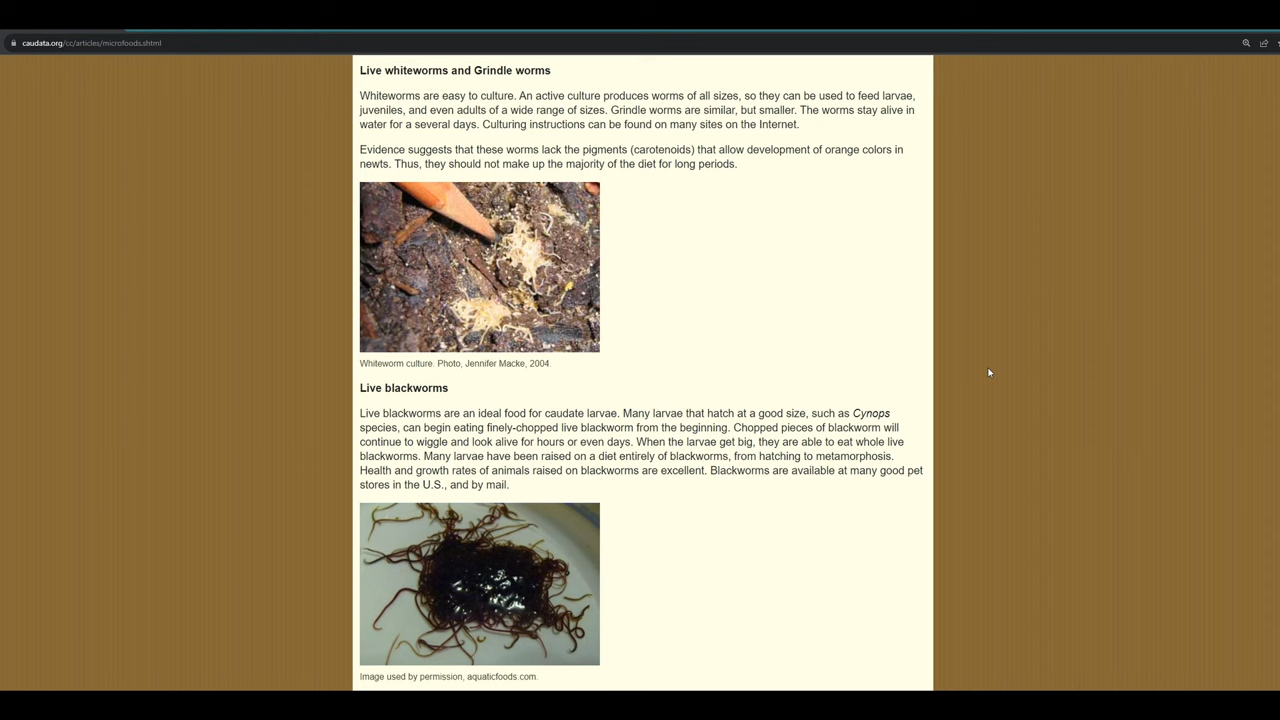 caudata.org/cc/articles/microfoods.shtml
Live whiteworms and Grindle worms
Whiteworms are easy to culture. An active culture produces worms of all sizes, so they can be used to feed larvae,
juveniles, and even adults of a wide range of sizes. Grindle worms are similar, but smaller. The worms stay alive in
water for a several days. Culturing instructions can be found on many sites on the Internet.
Evidence suggests that these worms lack the pigments (carotenoids) that allow development of orange colors in
newts. Thus, they should not make up the majority of the diet for long periods.
Whiteworm culture. Photo, Jennifer Macke, 2004.
Live blackworms
Live blackworms are an ideal food for caudate larvae. Many larvae that hatch at a good size, such as Cynops
species, can begin eating finely-chopped live blackworm from the beginning. Chopped pieces of blackworm will
continue to wiggle and look alive for hours or even days. When the larvae get big, they are able to eat whole live
blackworms. Many larvae have been raised on a diet entirely of blackworms, from hatching to metamorphosis.
Health and growth rates of animals raised on blackworms are excellent. Blackworms are available at many good pet
stores in the U.S., and by mail.
Image used by permission, aquaticfoods.com.